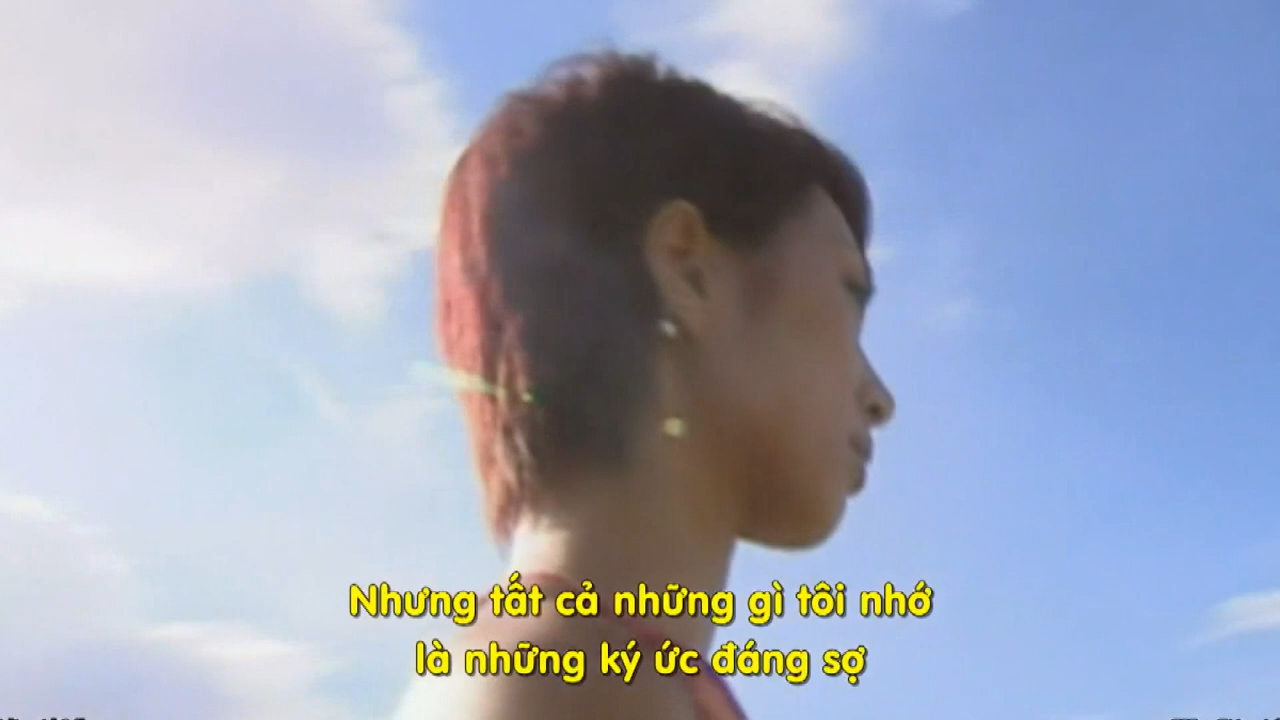 Nhưng tất cả những gì tôi nhớ
là những ký ức đáng sợ